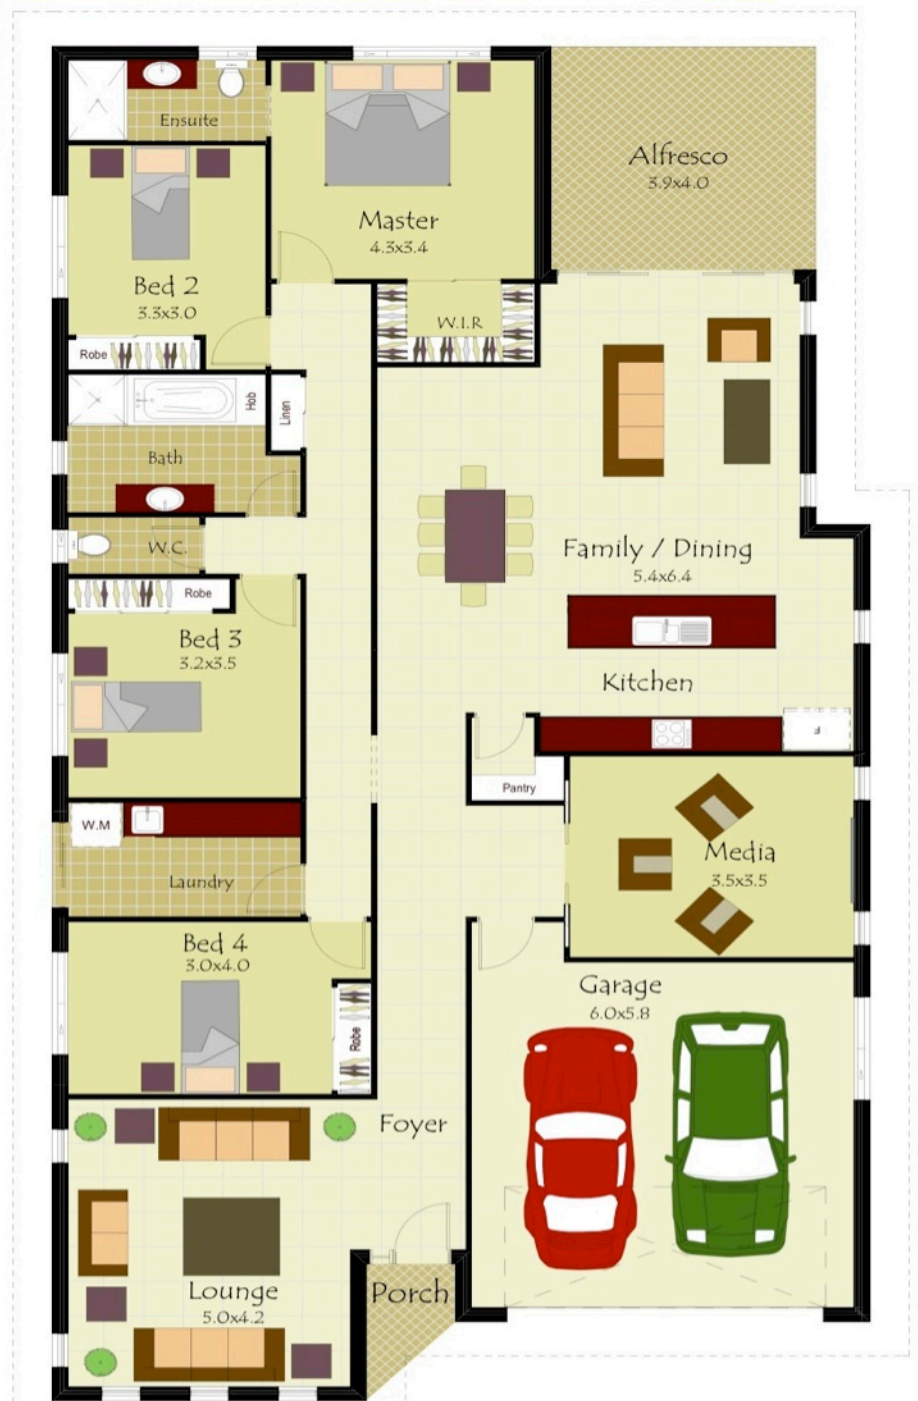 Ensuite
Alfresco
3.9x4.0
Master
4.3x3.4
Bed 2
3.3x3.0
W.I.R
Robe
Linen
Hob
Bath
W.C.
Family / Dining
5.4x6.4
Robe
Bed 3
3.2x3.5
Kitchen
F
Pantry
W.M
Media
3.5x3.5
Laundry
Bed 4
3.0x4.0
Garage
6.0x5.8
Robe
Foyer
Lounge
5.0x4.2
Porch